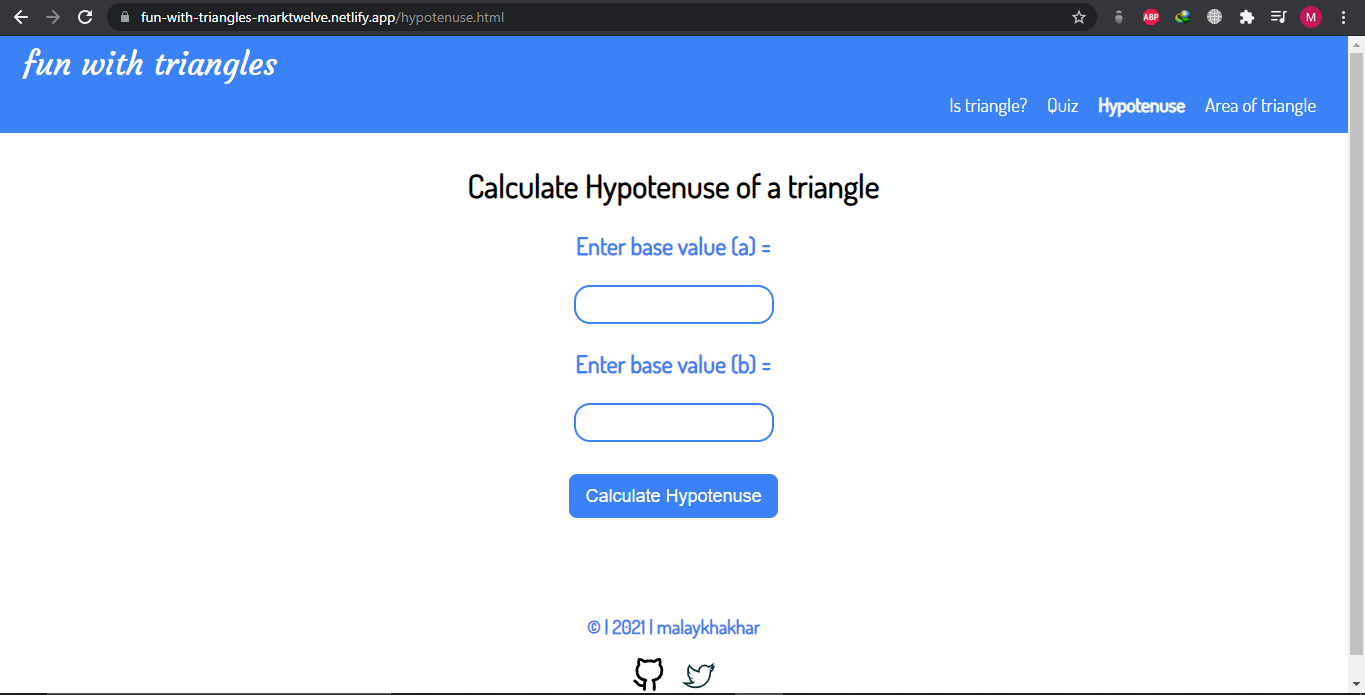 fun-with-triangles-marktwelve.netlify.app/hypotenuse.html
ABP
M
fun with triangles
Is triangle? Quiz Hypotenuse Area of triangle
Calculate Hypotenuse of a triangle
Enter base value (a) =
Enter base value (b) =
Calculate Hypotenuse
© | 2021 | malaykhakhar